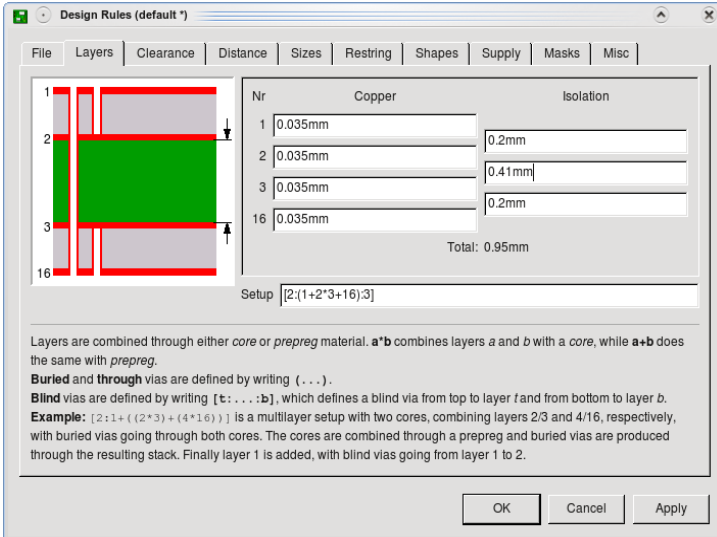 Design Rules (default *)
File Layers Clearance Distance Sizes Restring Shapes Supply Masks Misc
1
2
3
16
Nr Copper Isolation
1 0.035mm
0.2mm
2 0.035mm
0.41mm
3 0.035mm
0.2mm
16 0.035mm
Total: 0.95mm
Setup [2:(1+2*3+16):3]
Layers are combined through either core or prepreg material. a*b combines layers a and b with a core, while a+b does
the same with prepreg.
Buried and through vias are defined by writing (...).
Blind vias are defined by writing [t:...:b], which defines a blind via from top to layer t and from bottom to layer b.
Example: [2:1+((2*3)+(4*16))] is a multilayer setup with two cores, combining layers 2/3 and 4/16, respectively,
with buried vias going through both cores. The cores are combined through a prepreg and buried vias are produced
through the resulting stack. Finally layer 1 is added, with blind vias going from layer 1 to 2.
OK Cancel Apply